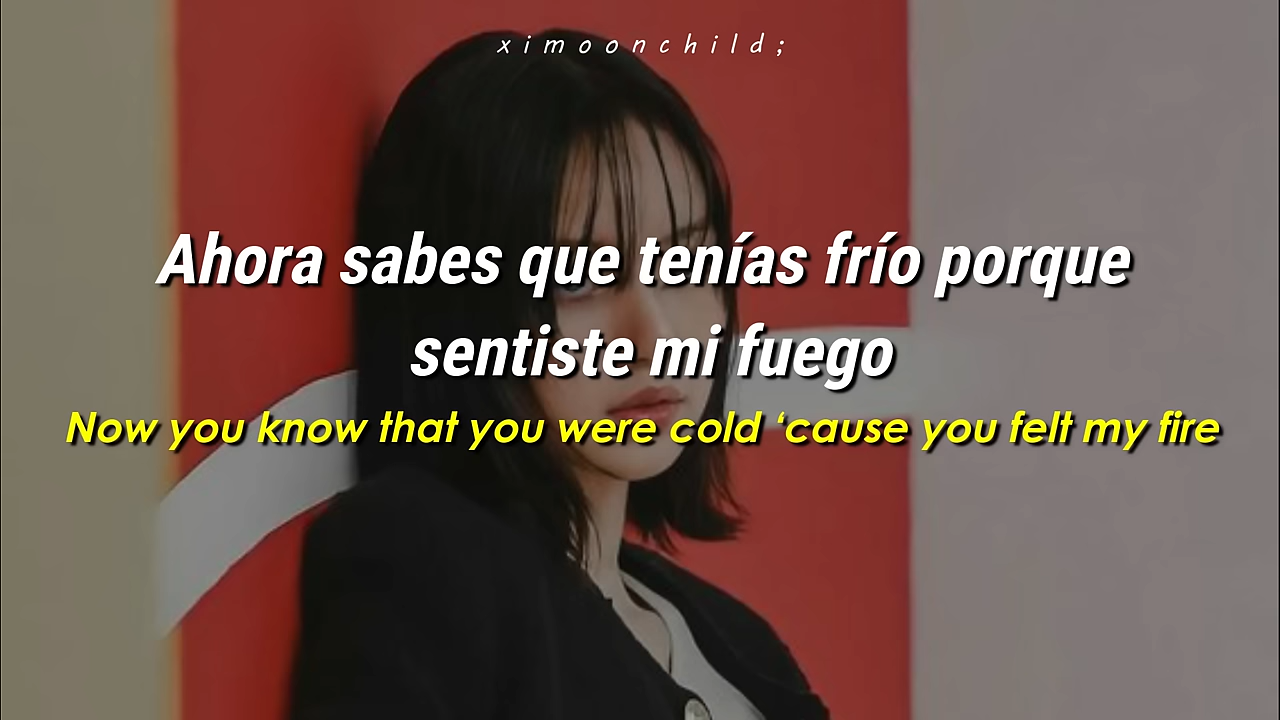 ximoonchild;
Ahora sabes que tenías frío porque
sentiste mi fuego
Now you know that you were cold ‘cause you felt my fire